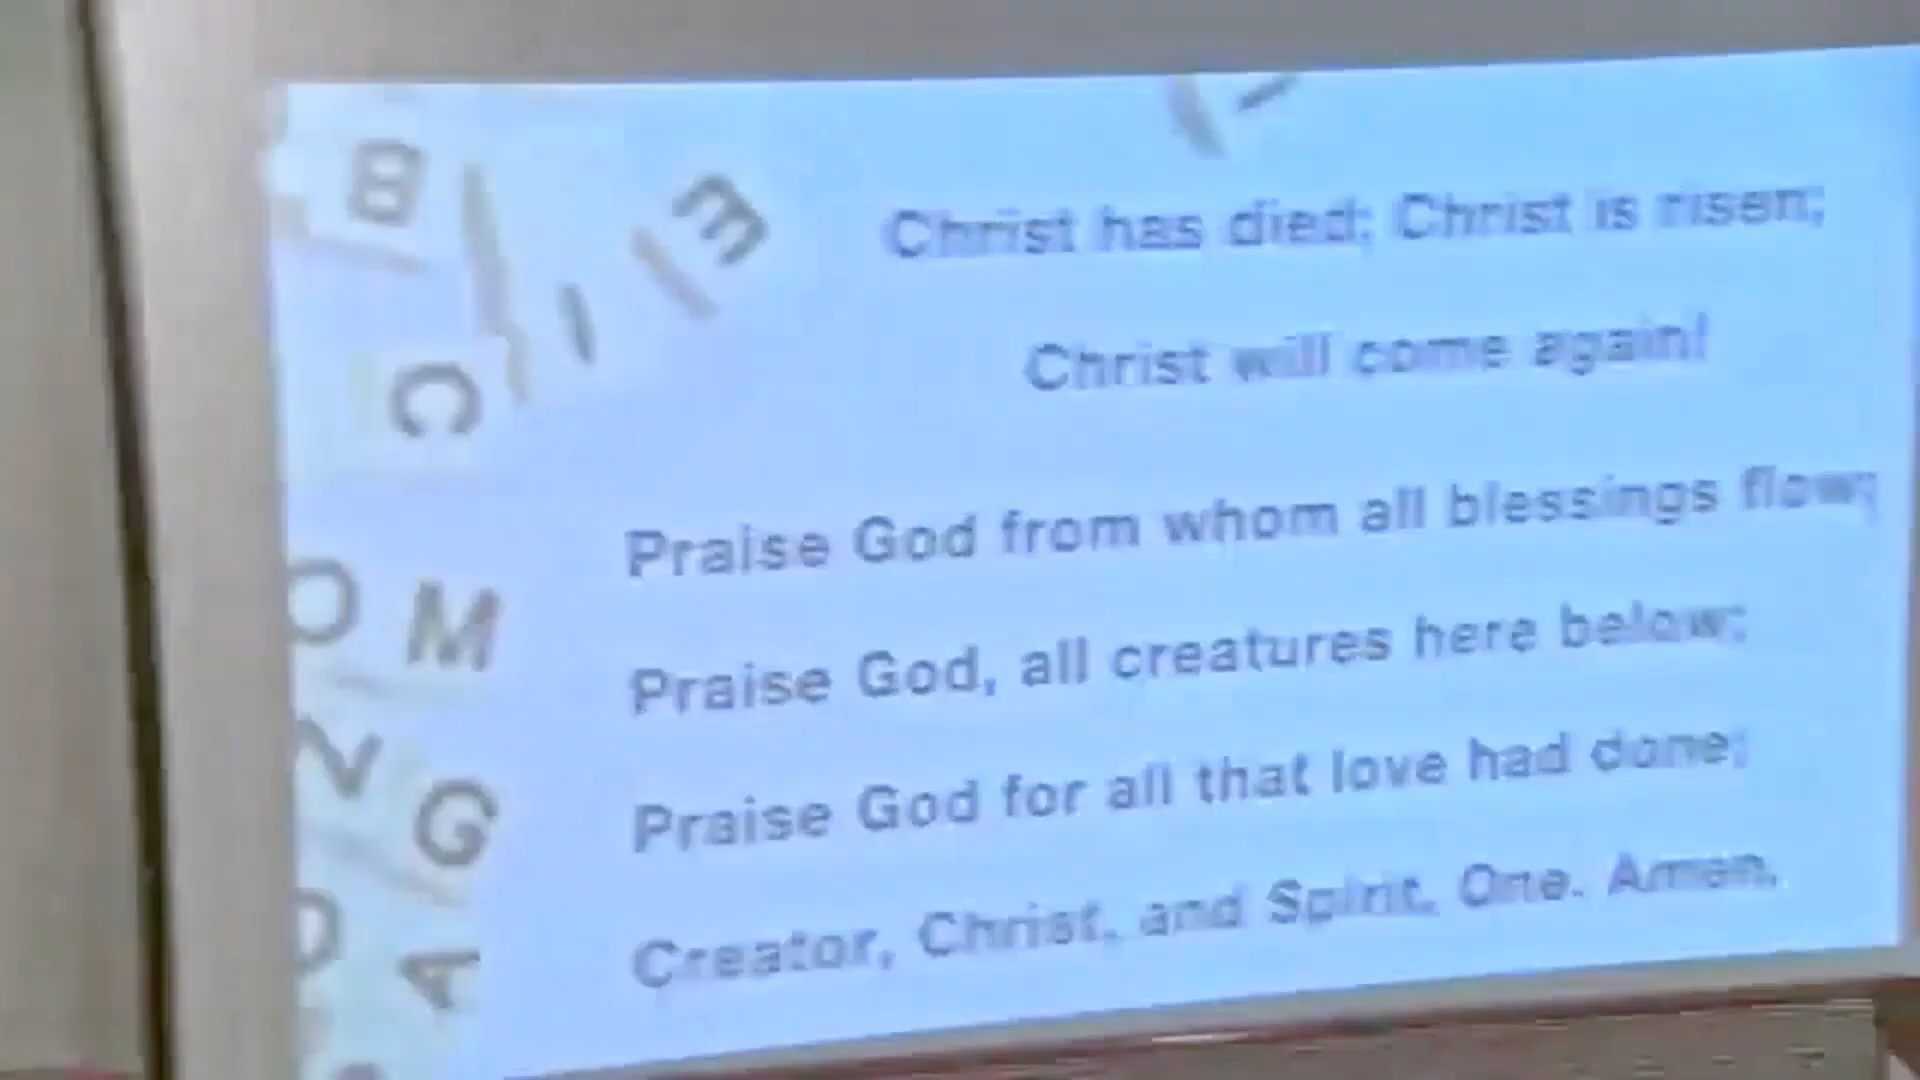 Christ has died; Christ is risen;
Christ will come again!
Praise God from whom all blessings flow;
Praise God, all creatures here below;
Praise God for all that love had done;
Creator, Christ, and Spirit, One. Amen.
B
E
I
C
O M
N
G
A